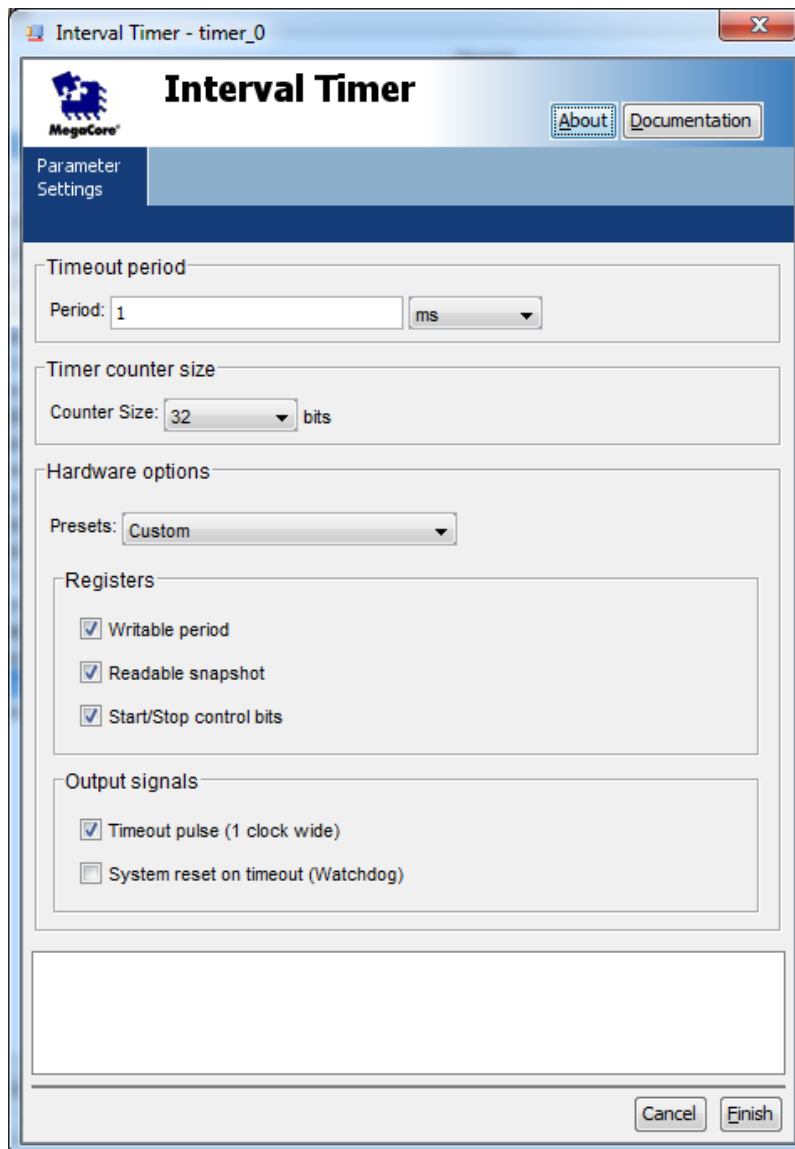 Interval Timer - timer_0
MegaCore®
Interval Timer
About
Documentation
Parameter
Settings
Timeout period
Period: 1 ms
Timer counter size
Counter Size: 32 bits
Hardware options
Presets: Custom
Registers
Writable period
Readable snapshot
Start/Stop control bits
Output signals
Timeout pulse (1 clock wide)
System reset on timeout (Watchdog)
Cancel Finish